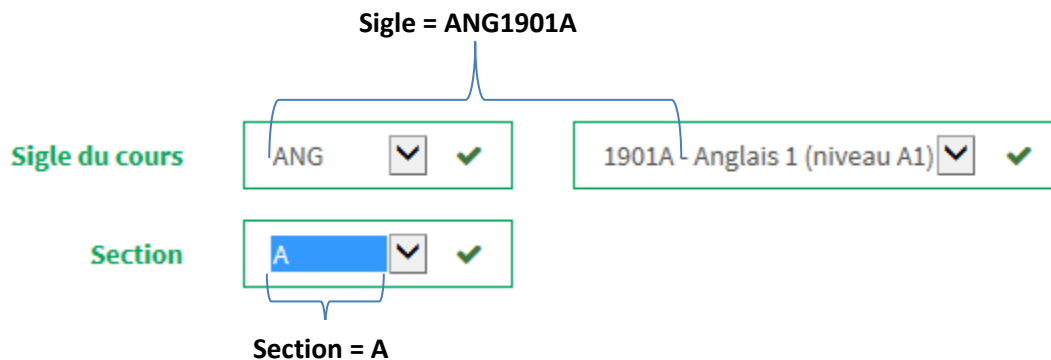 Sigle = ANG1901A
Sigle du cours ANG 1901A - Anglais 1 (niveau A1)
Section A
Section = A